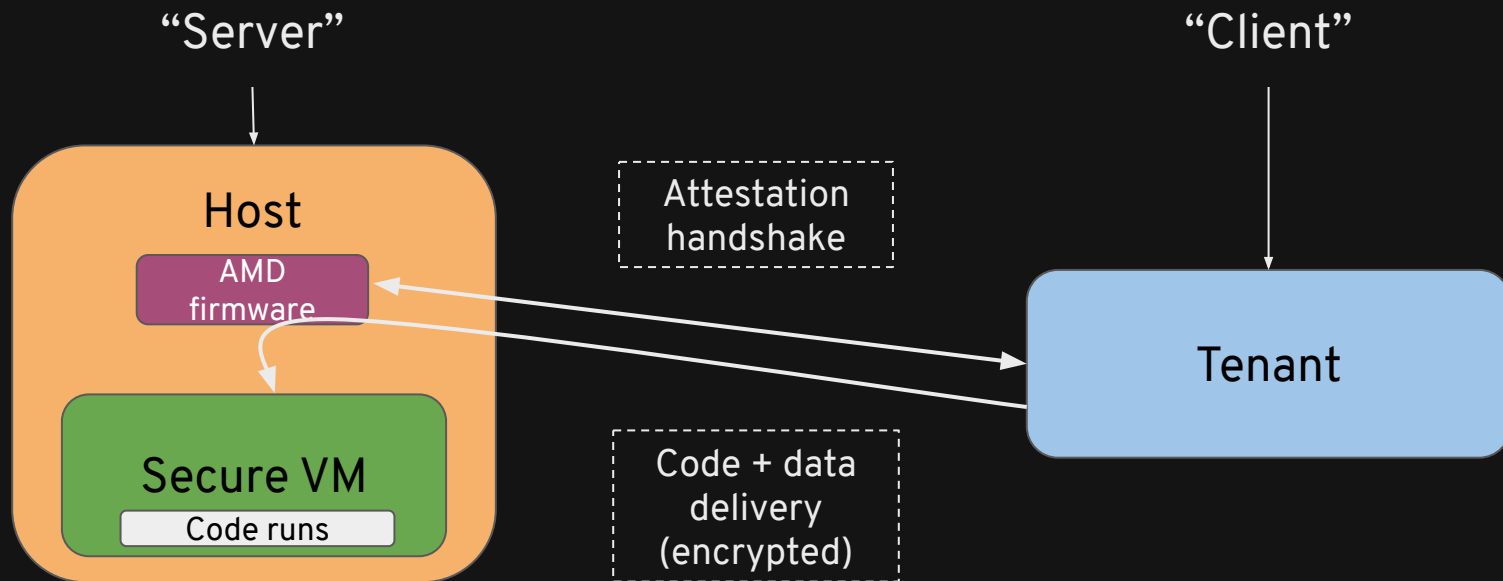 “Server”
“Client”
Host
AMD
firmware
Attestation
handshake
Tenant
Secure VM
Code runs
Code + data
delivery
(encrypted)